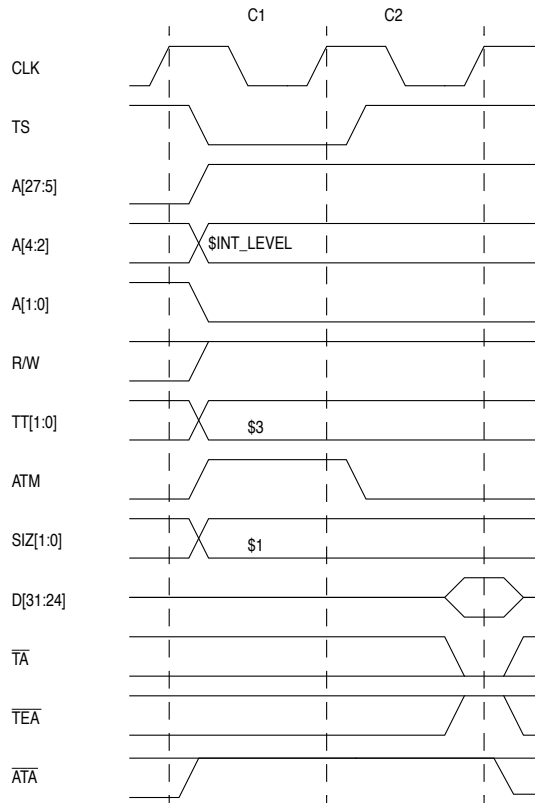 C1 C2
CLK
TS
A[27:5]
A[4:2] $INT_LEVEL
A[1:0]
R/W
TT[1:0] $3
ATM
SIZ[1:0] $1
D[31:24]
TA
TEA
ATA